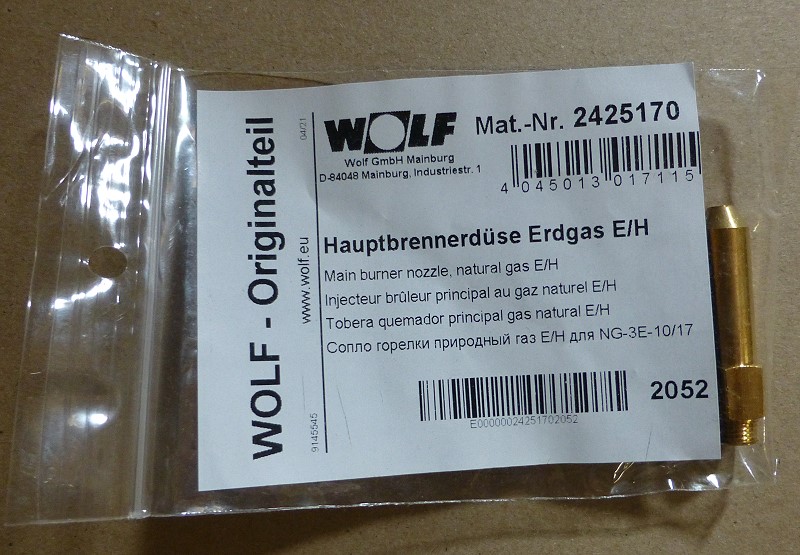 WOLF - Originalteil
www.wolf.eu
04/21
9145545
WOLF
Wolf GmbH Mainburg
D-84048 Mainburg, Industriestr. 1
Mat.-Nr. 2425170
4 045013 017115
Hauptbrennerdüse Erdgas E/H
Main burner nozzle, natural gas E/H
Injecteur brûleur principal au gaz naturel E/H
Tobera quemador principal gas natural E/H
Сопло горелки природный газ E/H для NG-3E-10/17
E00000024251702052
2052